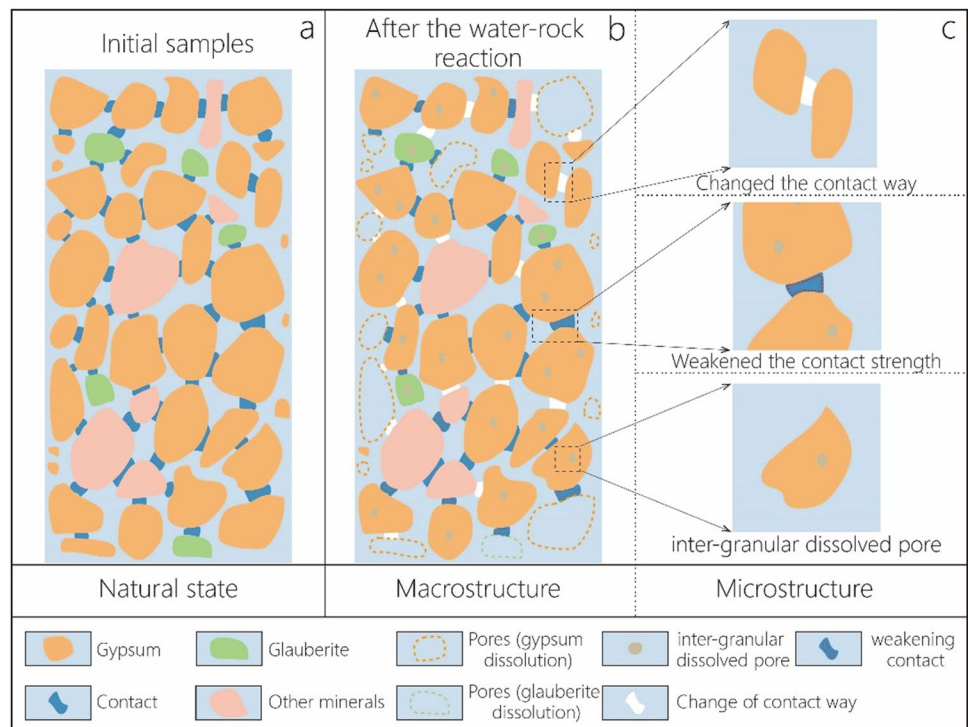 a
Initial samples
After the water-rock
reaction
b
c
Changed the contact way
Weakened the contact strength
inter-granular dissolved pore
Natural state
Macrostructure
Microstructure
Gypsum
Glauberite
Pores (gypsum
dissolution)
inter-granular
dissolved pore
weakening
contact
Contact
Other minerals
Pores (glauberite
dissolution)
Change of contact way